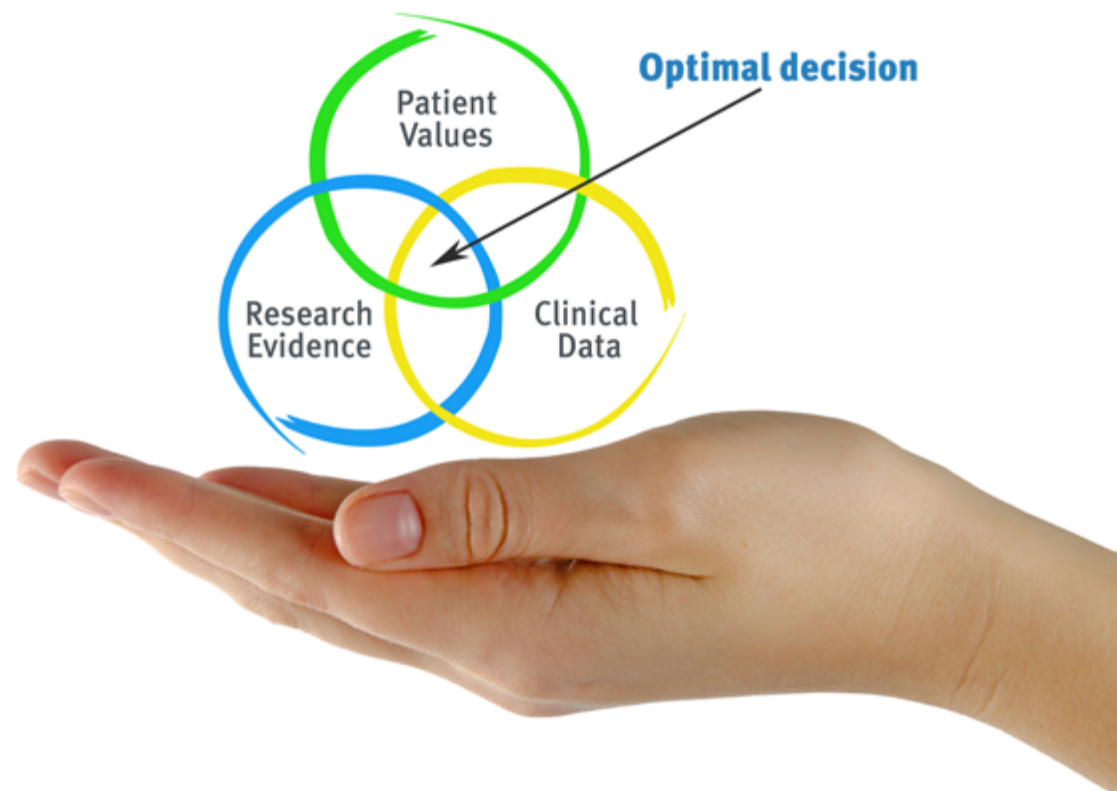 Optimal decision
Patient
Values
Research
Evidence
Clinical
Data